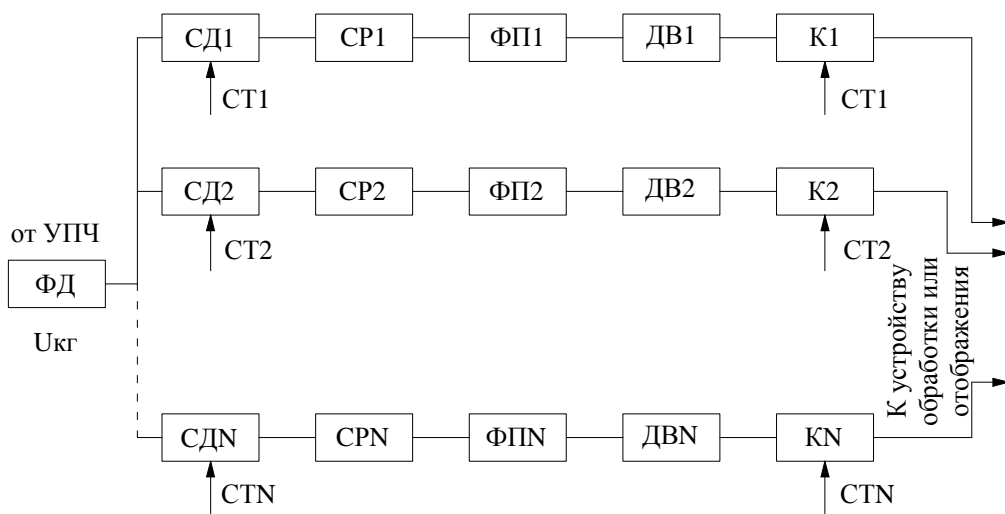 СД1 СР1 ФП1 ДВ1 К1
СТ1 СТ1
СД2 СР2 ФП2 ДВ2 К2
СТ2 СТ2
от УПЧ
ФД
Uкг
К устройству
обработки или
отображения
СДN СРN ФПN ДВN КN
СТN СТN